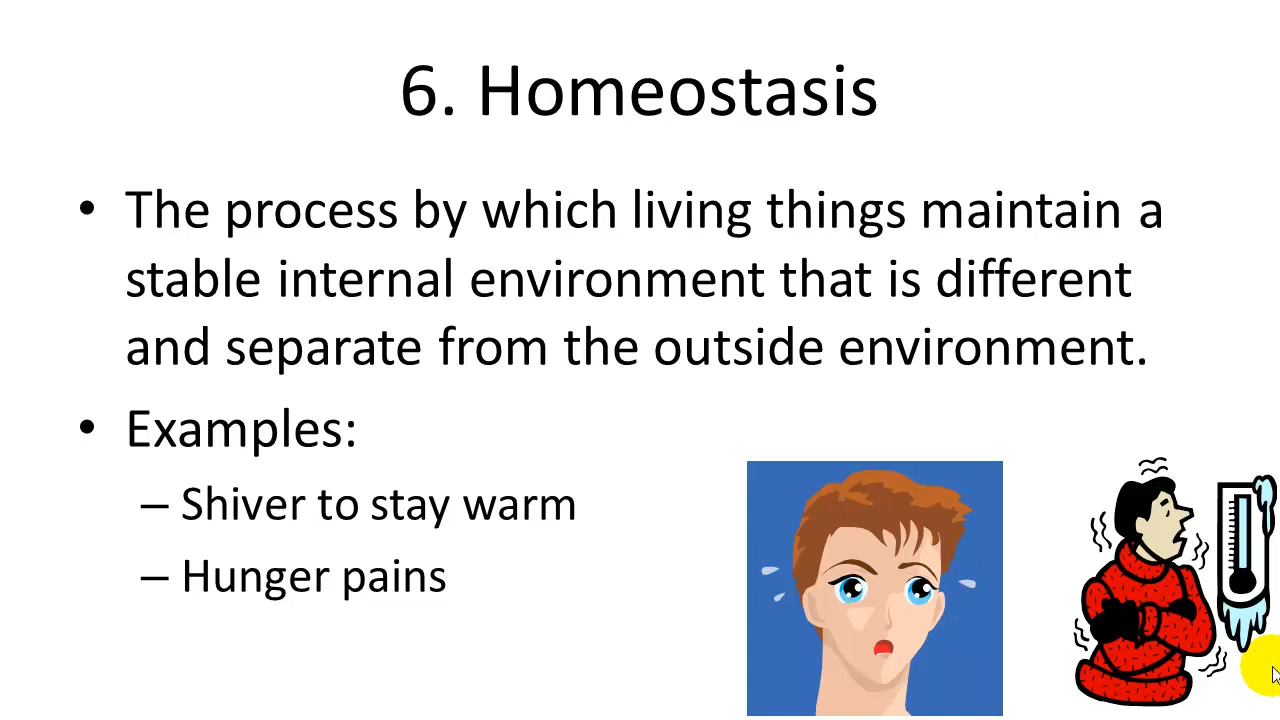 6. Homeostasis
• The process by which living things maintain a
stable internal environment that is different
and separate from the outside environment.
• Examples:
– Shiver to stay warm
– Hunger pains